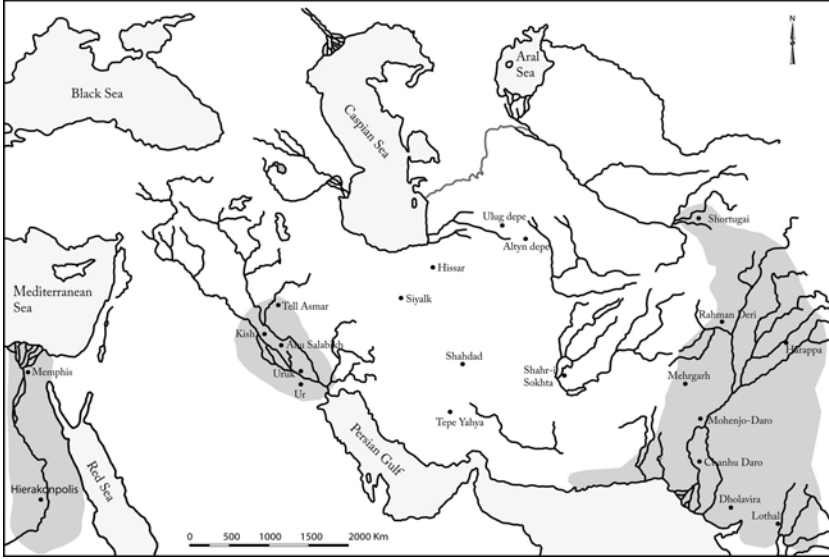 N
Aral
Sea
Black Sea
Caspian Sea
Ulug depe
Shortugai
Altyn depe
Hissar
Mediterranean
Sea
Siyalk
Tell Asmar
Rahman Deri
Kish
Abu Salabikh
Harappa
Shahdad
Shahr-i
Sokhta
Memphis
Uruk
Mehrgarh
Ur
Tepe Yahya
Mohenjo-Daro
Persian Gulf
Chanhu Daro
Red Sea
Hierakonpolis
Dholavira
Lothal
0 500 1000 1400 2000 Km